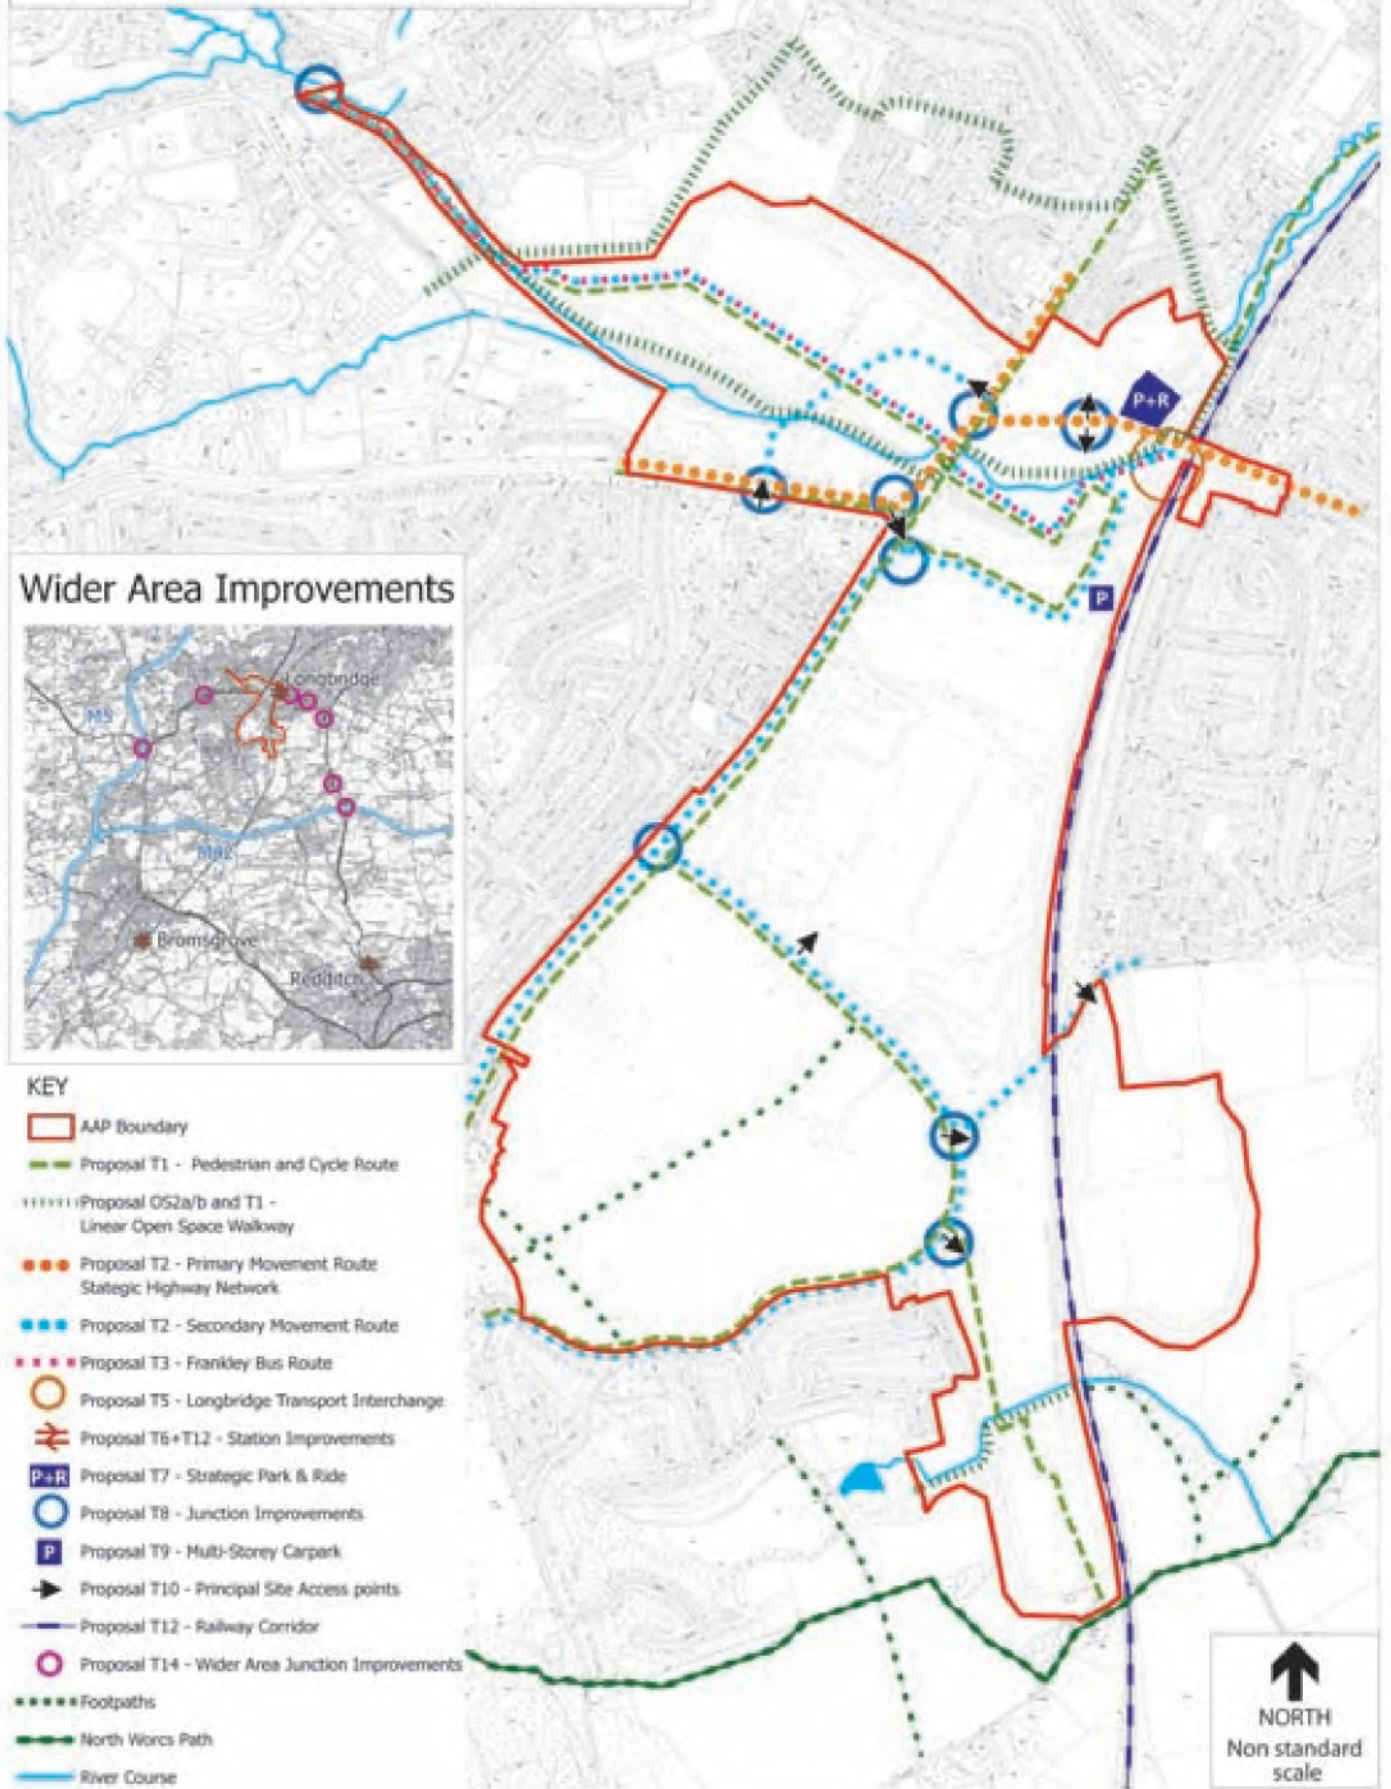 P+R
P
Wider Area Improvements
Longbridge
M5
M42
Bromsgrove
Redditch
KEY
AAP Boundary
Proposal T1 - Pedestrian and Cycle Route
Proposal OS2a/b and T1 -
Linear Open Space Walkway
Proposal T2 - Primary Movement Route
Stategic Highway Network
Proposal T2 - Secondary Movement Route
Proposal T3 - Frankley Bus Route
Proposal T5 - Longbridge Transport Interchange
Proposal T6+T12 - Station Improvements
P+R Proposal T7 - Strategic Park & Ride
Proposal T8 - Junction Improvements
P Proposal T9 - Multi-Storey Carpark
Proposal T10 - Principal Site Access points
Proposal T12 - Railway Corridor
Proposal T14 - Wider Area Junction Improvements
Footpaths
North Worcs Path
River Course
NORTH
Non standard
scale